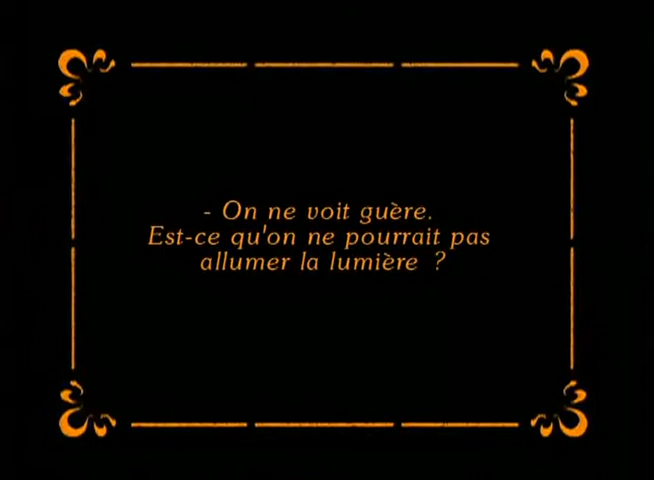 - On ne voit guère.
Est-ce qu'on ne pourrait pas
allumer la lumière ?